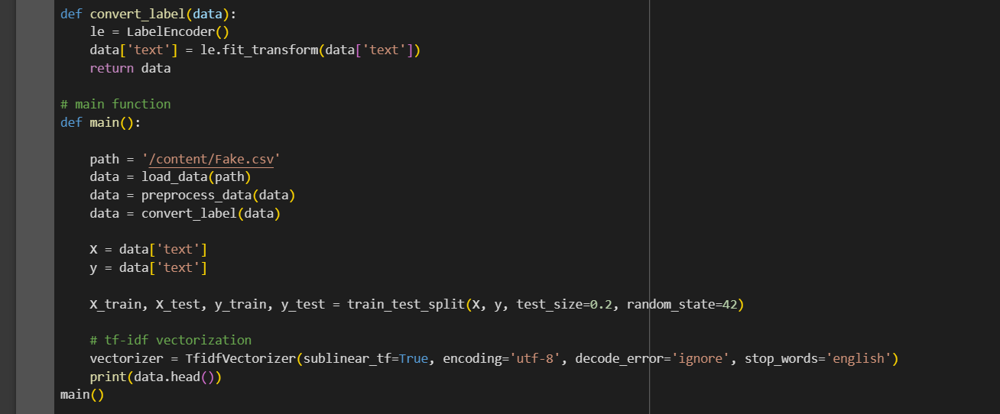 def convert_label(data):
    le = LabelEncoder()
    data['text'] = le.fit_transform(data['text'])
    return data

# main function
def main():

    path = '/content/Fake.csv'
    data = load_data(path)
    data = preprocess_data(data)
    data = convert_label(data)

    X = data['text']
    y = data['text']

    X_train, X_test, y_train, y_test = train_test_split(X, y, test_size=0.2, random_state=42)

    # tf-idf vectorization
    vectorizer = TfidfVectorizer(sublinear_tf=True, encoding='utf-8', decode_error='ignore', stop_words='english')
    print(data.head())
main()